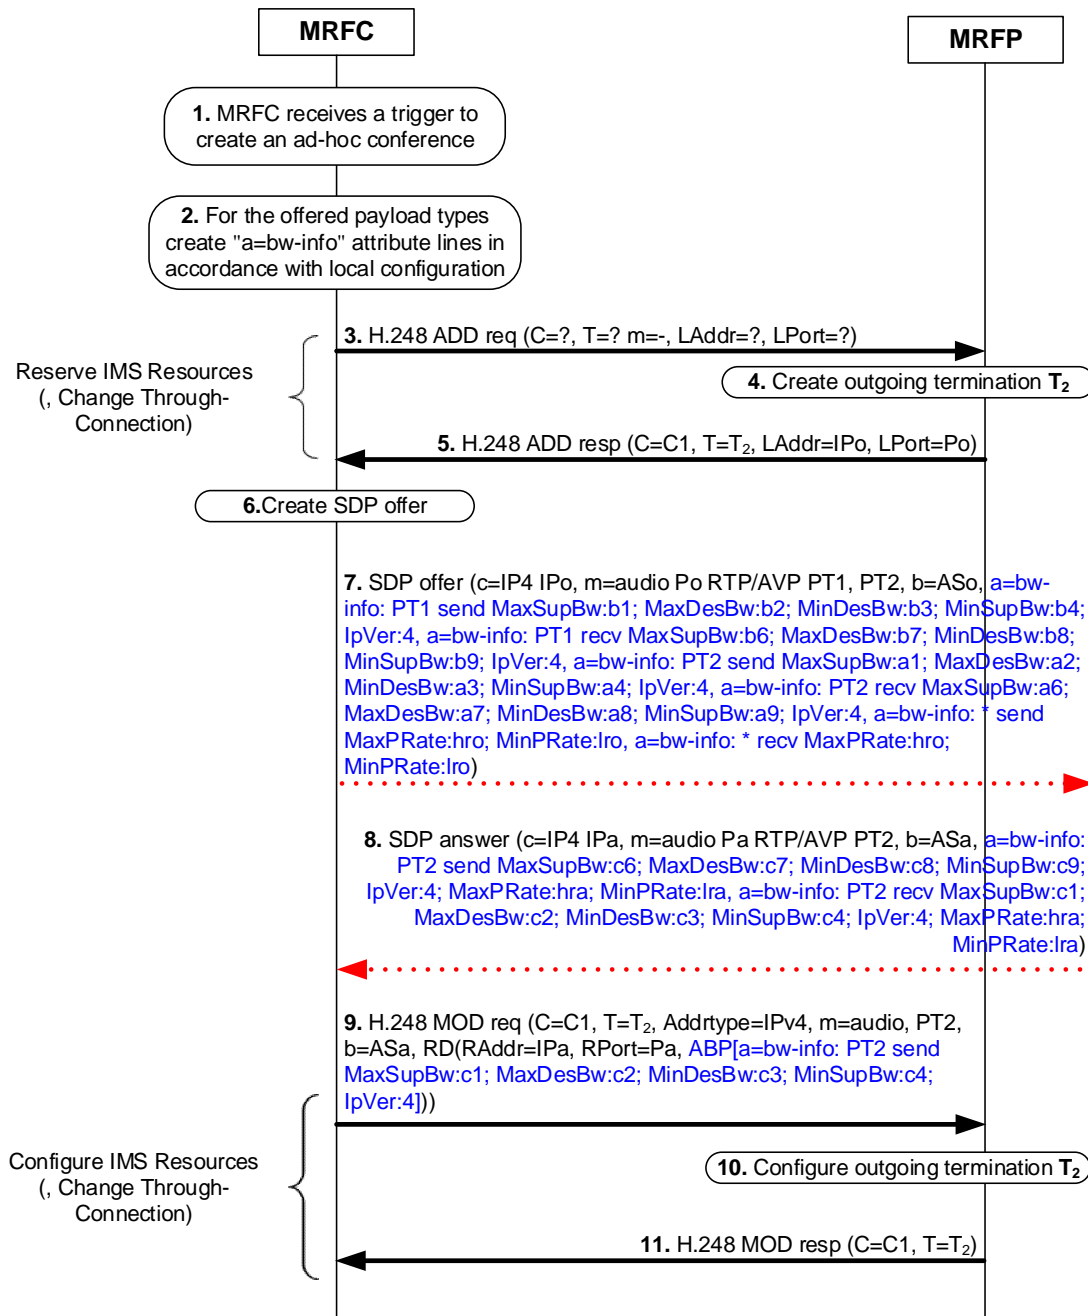 MRFC
MRFP
1. MRFC receives a trigger to
create an ad-hoc conference
2. For the offered payload types
create "a=bw-info" attribute lines in
accordance with local configuration
3. H.248 ADD req (C=?, T=? m=-, LAddr=?, LPort=?)
Reserve IMS Resources
(, Change Through-
Connection)
4. Create outgoing termination T₂
5. H.248 ADD resp (C=C1, T=T₂, LAddr=IPo, LPort=Po)
6.Create SDP offer
7. SDP offer (c=IP4 IPo, m=audio Po RTP/AVP PT1, PT2, b=ASo, a=bw-
info: PT1 send MaxSupBw:b1; MaxDesBw:b2; MinDesBw:b3; MinSupBw:b4;
IpVer:4, a=bw-info: PT1 recv MaxSupBw:b6; MaxDesBw:b7; MinDesBw:b8;
MinSupBw:b9; IpVer:4, a=bw-info: PT2 send MaxSupBw:a1; MaxDesBw:a2;
MinDesBw:a3; MinSupBw:a4; IpVer:4, a=bw-info: PT2 recv MaxSupBw:a6;
MaxDesBw:a7; MinDesBw:a8; MinSupBw:a9; IpVer:4, a=bw-info: * send
MaxPRate:hro; MinPRate:lro, a=bw-info: * recv MaxPRate:hro;
MinPRate:lro)
8. SDP answer (c=IP4 IPa, m=audio Pa RTP/AVP PT2, b=ASa, a=bw-info:
PT2 send MaxSupBw:c6; MaxDesBw:c7; MinDesBw:c8; MinSupBw:c9;
IpVer:4; MaxPRate:hra; MinPRate:lra, a=bw-info: PT2 recv MaxSupBw:c1;
MaxDesBw:c2; MinDesBw:c3; MinSupBw:c4; IpVer:4; MaxPRate:hra;
MinPRate:lra)
9. H.248 MOD req (C=C1, T=T₂, Addrtype=IPv4, m=audio, PT2,
b=ASa, RD(RAddr=IPa, RPort=Pa, ABP[a=bw-info: PT2 send
MaxSupBw:c1; MaxDesBw:c2; MinDesBw:c3; MinSupBw:c4;
IpVer:4]))
Configure IMS Resources
(, Change Through-
Connection)
10. Configure outgoing termination T₂
11. H.248 MOD resp (C=C1, T=T₂)